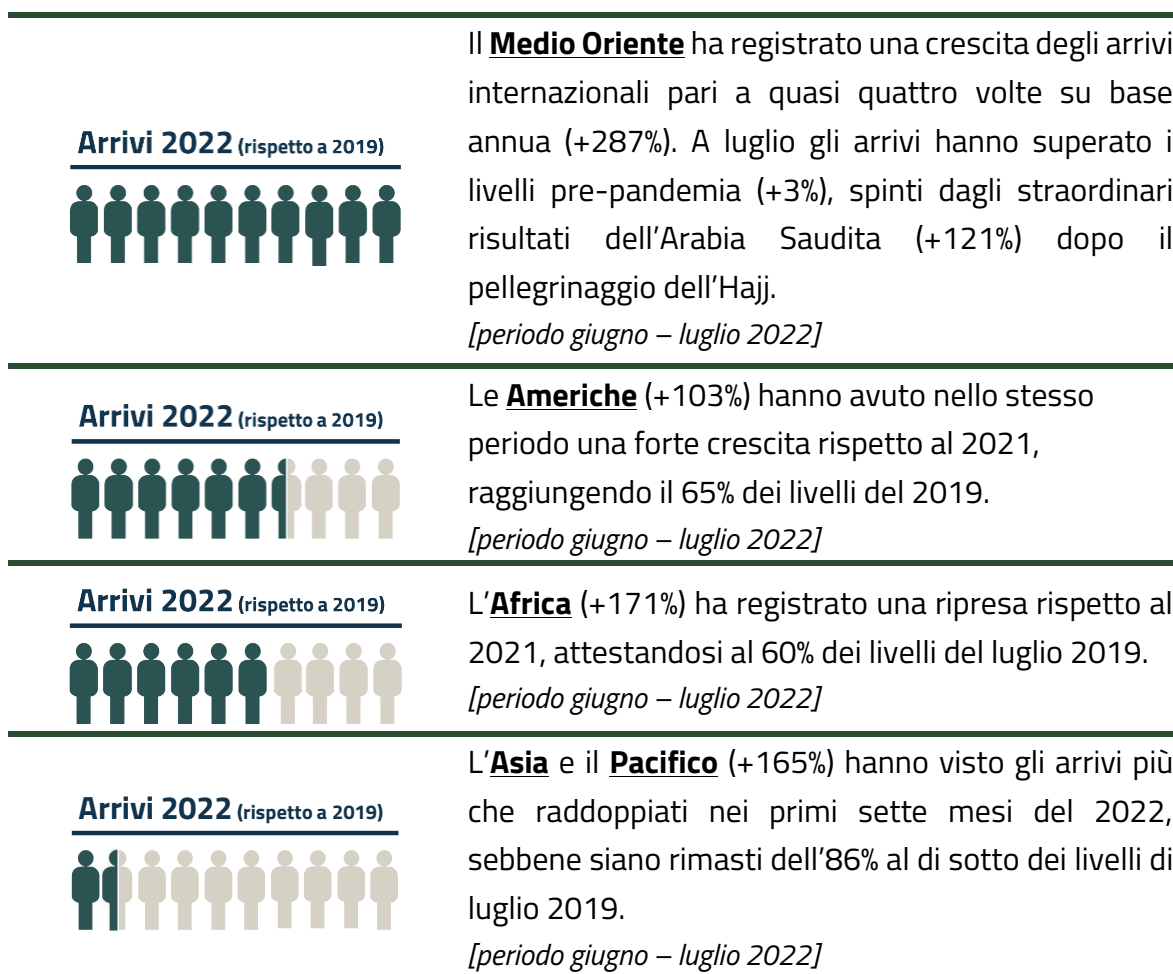 Arrivi 2022 (rispetto a 2019)
Il Medio Oriente ha registrato una crescita degli arrivi
internazionali pari a quasi quattro volte su base
annua (+287%). A luglio gli arrivi hanno superato i
livelli pre-pandemia (+3%), spinti dagli straordinari
risultati dell’Arabia Saudita (+121%) dopo il
pellegrinaggio dell’Hajj.
[periodo giugno – luglio 2022]
Arrivi 2022 (rispetto a 2019)
Le Americhe (+103%) hanno avuto nello stesso
periodo una forte crescita rispetto al 2021,
raggiungendo il 65% dei livelli del 2019.
[periodo giugno – luglio 2022]
Arrivi 2022 (rispetto a 2019)
L’Africa (+171%) ha registrato una ripresa rispetto al
2021, attestandosi al 60% dei livelli del luglio 2019.
[periodo giugno – luglio 2022]
Arrivi 2022 (rispetto a 2019)
L’Asia e il Pacifico (+165%) hanno visto gli arrivi più
che raddoppiati nei primi sette mesi del 2022,
sebbene siano rimasti dell’86% al di sotto dei livelli di
luglio 2019.
[periodo giugno – luglio 2022]